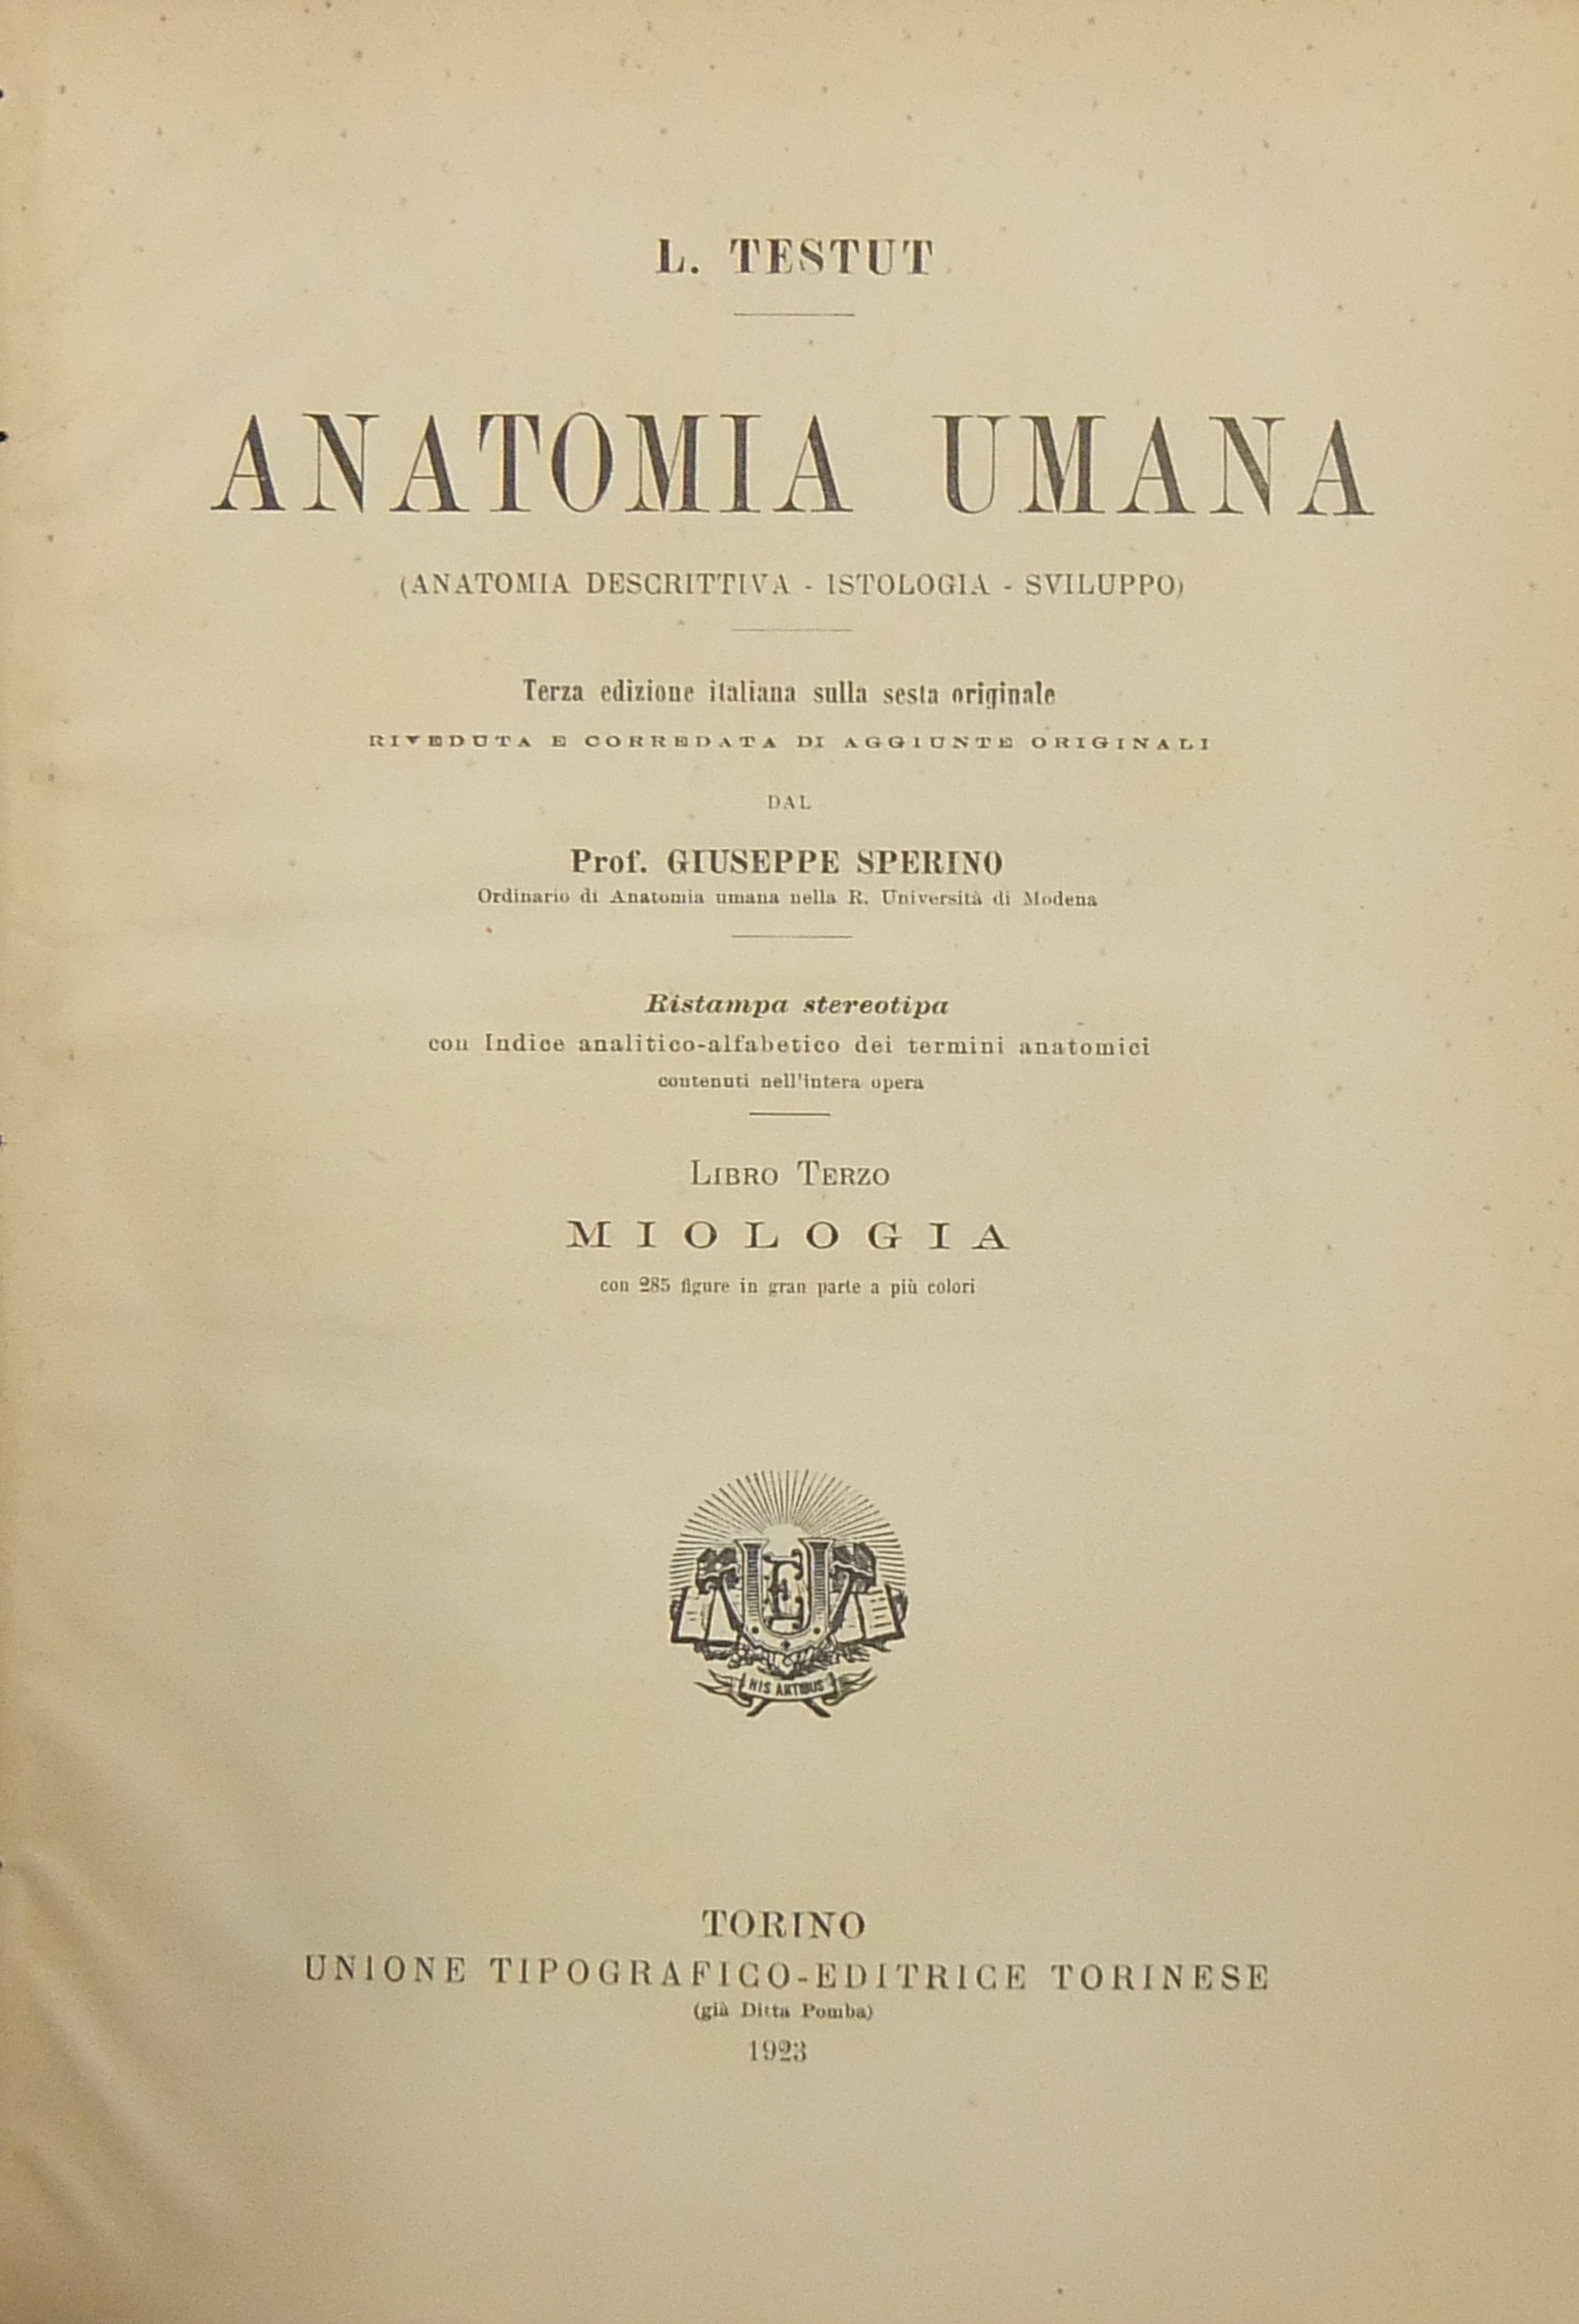 L. TESTUT
ANATOMIA UMANA
(ANATOMIA DESCRITTIVA - ISTOLOGIA - SVILUPPO)
Terza edizione italiana sulla sesta originale
RIVEDUTA E CORREDATA DI AGGIUNTE ORIGINALI
DAL
Prof. GIUSEPPE SPERINO
Ordinario di Anatomia umana nella R. Università di Modena
Ristampa stereotipa
con Indice analitico-alfabetico dei termini anatomici
contenuti nell'intera opera
LIBRO TERZO
MIOLOGIA
con 285 figure in gran parte a più colori
UTE
HIS ARTIBUS
TORINO
UNIONE TIPOGRAFICO-EDITRICE TORINESE
(già Ditta Pomba)
1923